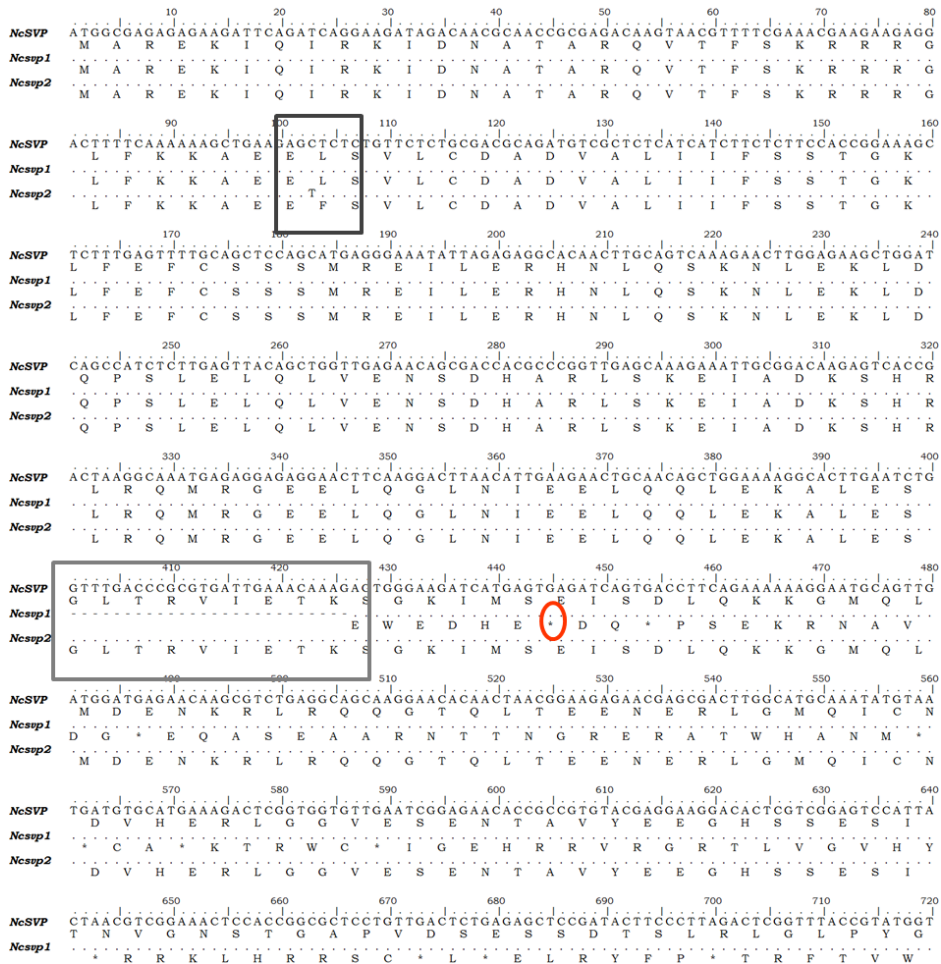 10 20 30 40 50 60 70 80
NcSVP ATGGCGAGAGAGAAGATTCAGATCAGGAAGATAGACAACGCAACCGCGAGACAAGTAACGTTTTCGAAACGAAGAAGAGG
M A R E K I Q I R K I D N A T A R Q V T F S K R R R G
Ncsvp1
M A R E K I Q I R K I D N A T A R Q V T F S K R R R G
Ncsvp2
M A R E K I Q I R K I D N A T A R Q V T F S K R R R G
90 100 110 120 130 140 150 160
NcSVP ACTTTTCAAAAAAGCTGAAGAGCTCTCTGTTCTCTGCGACGCAGATGTCGCTCTCATCATCTTCTCTTCCACCGGAAAGC
L F K K A E E L S V L C D A D V A L I I F S S T G K
Ncsvp1
L F K K A E E L S V L C D A D V A L I I F S S T G K
Ncsvp2 T
L F K K A E E F S V L C D A D V A L I I F S S T G K
170 180 190 200 210 220 230 240
NcSVP TCTTTGAGTTTTGCAGCTCCAGCATGAGGGAAATATTAGAGAGGCACAACTTGCAGTCAAAGAACTTGGAGAAGCTGGAT
L F E F C S S S M R E I L E R H N L Q S K N L E K L D
Ncsvp1
L F E F C S S S M R E I L E R H N L Q S K N L E K L D
Ncsvp2
L F E F C S S S M R E I L E R H N L Q S K N L E K L D
250 260 270 280 290 300 310 320
NcSVP CAGCCATCTCTTGAGTTACAGCTGGTTGAGAACAGCGACCACGCCCGGTTGAGCAAAGAAATTGCGGACAAGAGTCACCG
Q P S L E L Q L V E N S D H A R L S K E I A D K S H R
Ncsvp1
Q P S L E L Q L V E N S D H A R L S K E I A D K S H R
Ncsvp2
Q P S L E L Q L V E N S D H A R L S K E I A D K S H R
330 340 350 360 370 380 390 400
NcSVP ACTAAGGCAAATGAGAGGAGAGGAACTTCAAGGACTTAACATTGAAGAACTGCAACAGCTGGAAAAGGCACTTGAATCTG
L R Q M R G E E L Q G L N I E E L Q Q L E K A L E S
Ncsvp1
L R Q M R G E E L Q G L N I E E L Q Q L E K A L E S
Ncsvp2
L R Q M R G E E L Q G L N I E E L Q Q L E K A L E S
410 420 430 440 450 460 470 480
NcSVP GTTTGACCCGCGTGATTGAAACAAAGAGTGGGAAGATCATGAGTGAGATCAGTGACCTTCAGAAAAAAGGAATGCAGTTG
G L T R V I E T K S G K I M S E I S D L Q K K G M Q L
Ncsvp1 --------------------------
E W E D H E * D Q * P S E K R N A V
Ncsvp2
G L T R V I E T K S G K I M S E I S D L Q K K G M Q L
490 500 510 520 530 540 550 560
NcSVP ATGGATGAGAACAAGCGTCTGAGGCAGCAAGGAACACAACTAACGGAAGAGAACGAGCGACTTGGCATGCAAATATGTAA
M D E N K R L R Q Q G T Q L T E E N E R L G M Q I C N
Ncsvp1
D G * E Q A S E A A R N T T N G R E R A T W H A N M *
Ncsvp2
M D E N K R L R Q Q G T Q L T E E N E R L G M Q I C N
570 580 590 600 610 620 630 640
NcSVP TGATGTGCATGAAAGACTCGGTGGTGTTGAATCGGAGAACACCGCCGTGTACGAGGAAGGACACTCGTCGGAGTCCATTA
D V H E R L G G V E S E N T A V Y E E G H S S E S I
Ncsvp1
* C A * K T R W C * I G E H R R V R G R T L V G V H Y
Ncsvp2
D V H E R L G G V E S E N T A V Y E E G H S S E S I
650 660 670 680 690 700 710 720
NcSVP CTAACGTCGGAAACTCCACCGGCGCTCCTGTTGACTCTGAGAGCTCCGATACTTCCCTTAGACTCGGTTTACCGTATGGT
T N V G N S T G A P V D S E S S D T S L R L G L P Y G
Ncsvp1
* R R K L H R R S C * L * E L R Y F P * T R F T V W